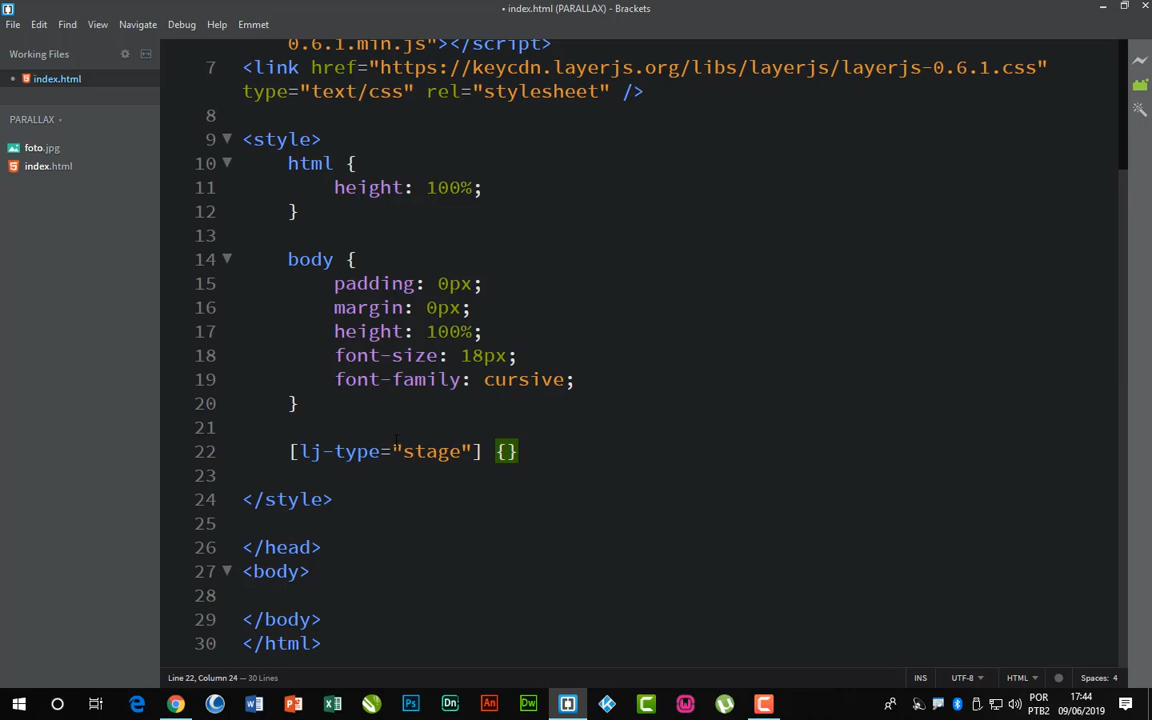 • index.html (PARALLAX) - Brackets
File Edit Find View Navigate Debug Help Emmet
Working Files
• index.html
PARALLAX
foto.jpg
index.html
0.6.1.min.js"></script>
7 <link href="https://keycdn.layerjs.org/libs/layerjs/layerjs-0.6.1.css"
type="text/css" rel="stylesheet" />
8
9 <style>
10 html {
11 height: 100%;
12 }
13
14 body {
15 padding: 0px;
16 margin: 0px;
17 height: 100%;
18 font-size: 18px;
19 font-family: cursive;
20 }
21
22 [lj-type="stage"] {}
23
24 </style>
25
26 </head>
27 <body>
28
29 </body>
30 </html>
Line 22, Column 24 — 30 Lines
INS UTF-8 HTML Spaces: 4
Ps Dn An Dw
POR 17:44
PTB2 09/06/2019